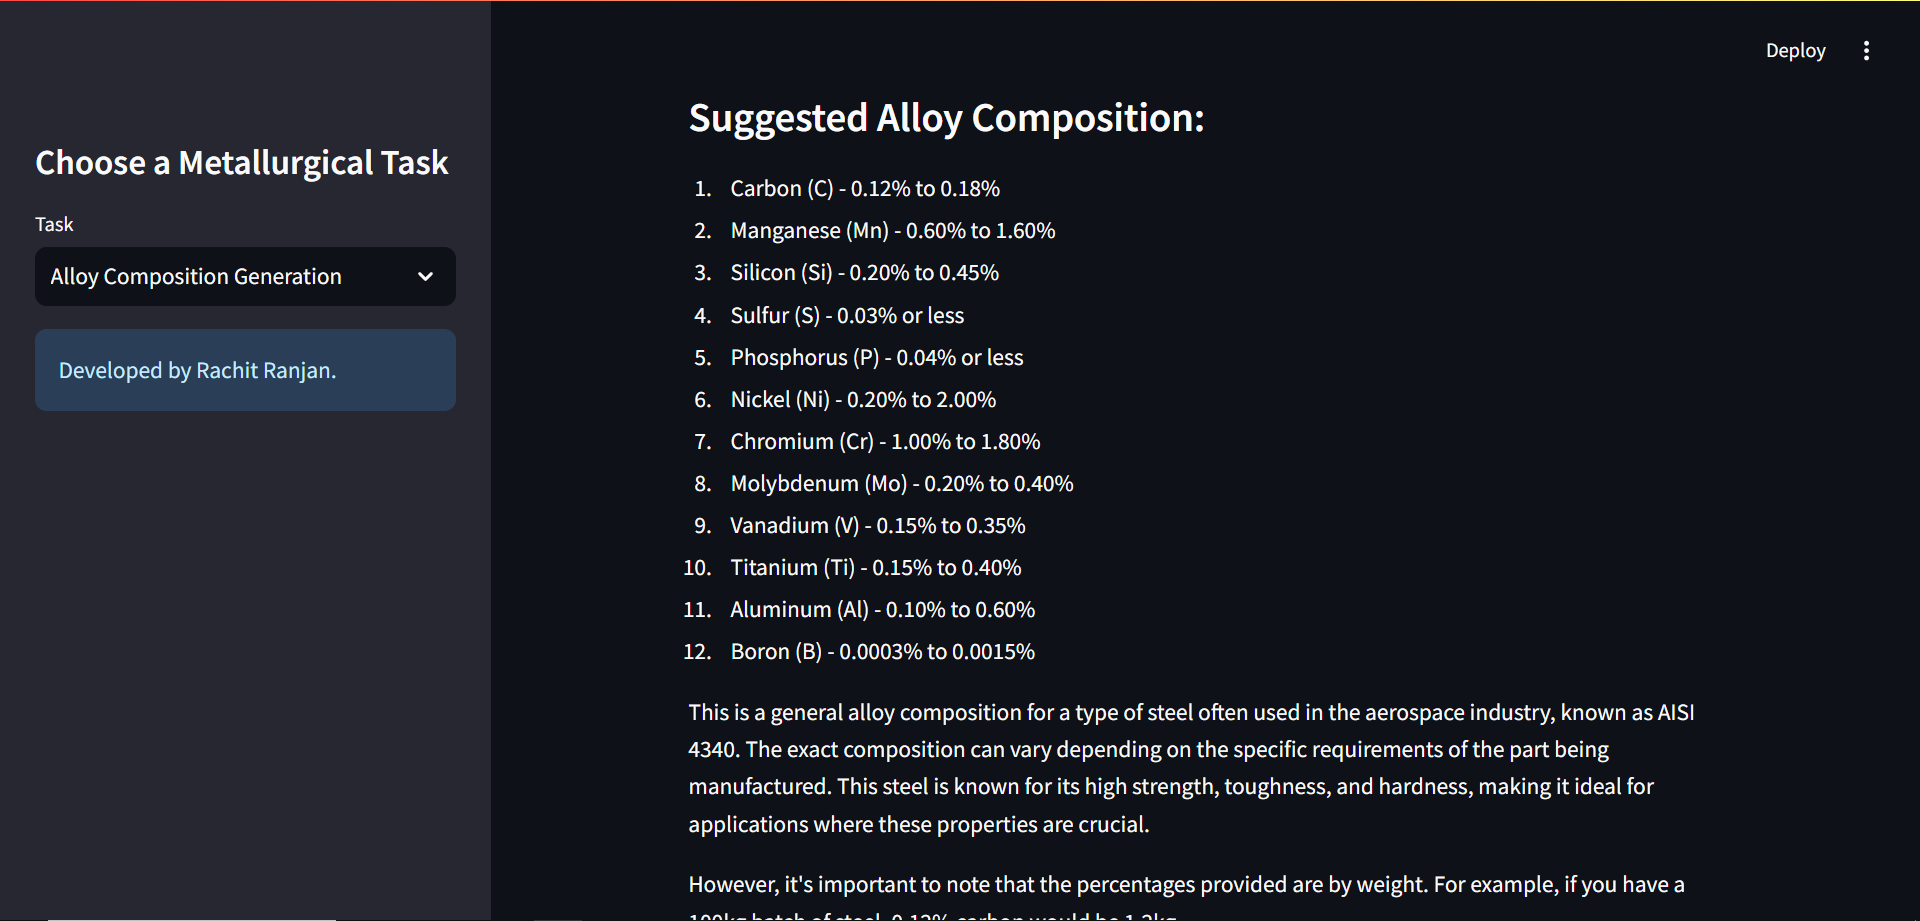 Deploy
Choose a Metallurgical Task
Task
Alloy Composition Generation
Developed by Rachit Ranjan.
Suggested Alloy Composition:
1. Carbon (C) - 0.12% to 0.18%
2. Manganese (Mn) - 0.60% to 1.60%
3. Silicon (Si) - 0.20% to 0.45%
4. Sulfur (S) - 0.03% or less
5. Phosphorus (P) - 0.04% or less
6. Nickel (Ni) - 0.20% to 2.00%
7. Chromium (Cr) - 1.00% to 1.80%
8. Molybdenum (Mo) - 0.20% to 0.40%
9. Vanadium (V) - 0.15% to 0.35%
10. Titanium (Ti) - 0.15% to 0.40%
11. Aluminum (Al) - 0.10% to 0.60%
12. Boron (B) - 0.0003% to 0.0015%
This is a general alloy composition for a type of steel often used in the aerospace industry, known as AISI
4340. The exact composition can vary depending on the specific requirements of the part being
manufactured. This steel is known for its high strength, toughness, and hardness, making it ideal for
applications where these properties are crucial.
However, it's important to note that the percentages provided are by weight. For example, if you have a
batch of steel, 0.12% carbon would be